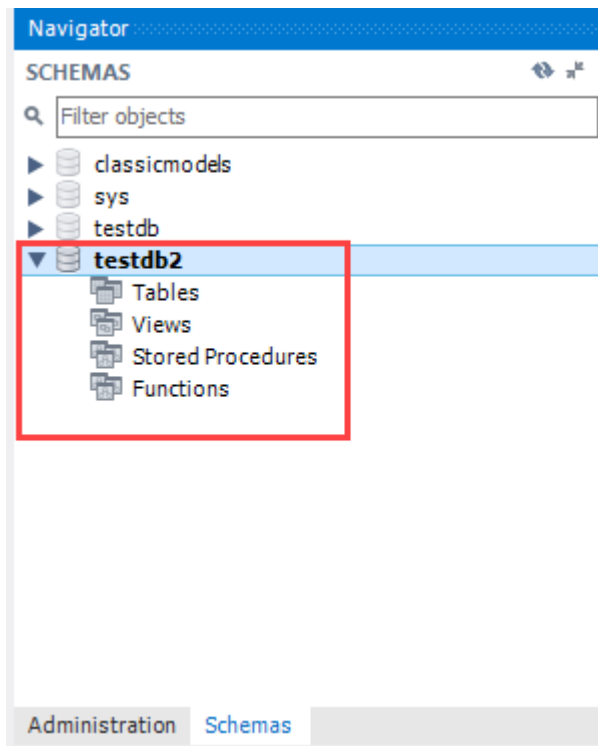 Navigator
SCHEMAS
Filter objects
classicmodels
sys
testdb
testdb2
Tables
Views
Stored Procedures
Functions
Administration Schemas